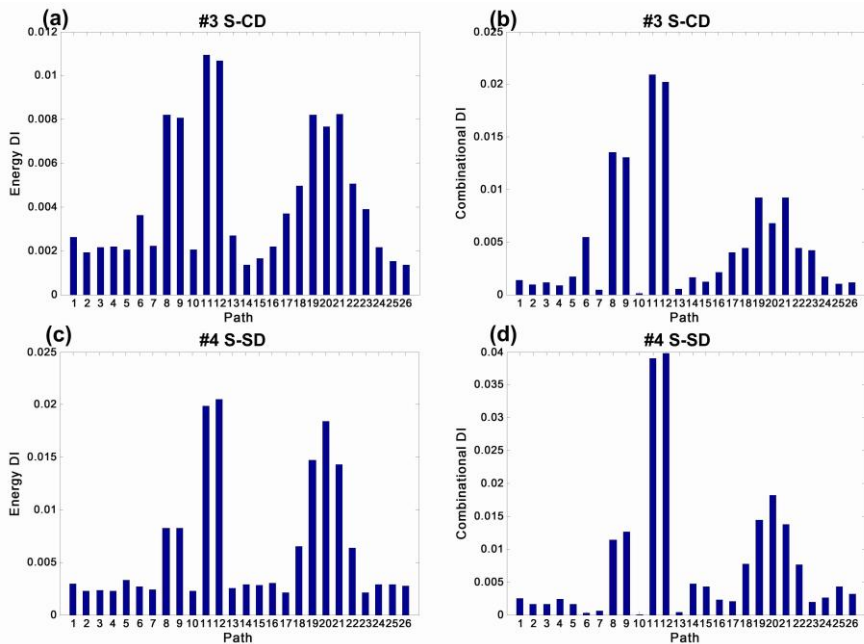 (a)
#3 S-CD
0.012
0.01
0.008
0.006
0.004
0.002
0
Energy DI
1 2 3 4 5 6 7 8 9 10 11 12 13 14 15 16 17 18 19 20 21 22 23 24 25 26
Path
(b)
#3 S-CD
0.025
0.02
0.015
0.01
0.005
0
Combinational DI
1 2 3 4 5 6 7 8 9 10 11 12 13 14 15 16 17 18 19 20 21 22 23 24 25 26
Path
(c)
#4 S-SD
0.025
0.02
0.015
0.01
0.005
0
Energy DI
1 2 3 4 5 6 7 8 9 10 11 12 13 14 15 16 17 18 19 20 21 22 23 24 25 26
Path
(d)
#4 S-SD
0.04
0.035
0.03
0.025
0.02
0.015
0.01
0.005
0
Combinational DI
1 2 3 4 5 6 7 8 9 10 11 12 13 14 15 16 17 18 19 20 21 22 23 24 25 26
Path